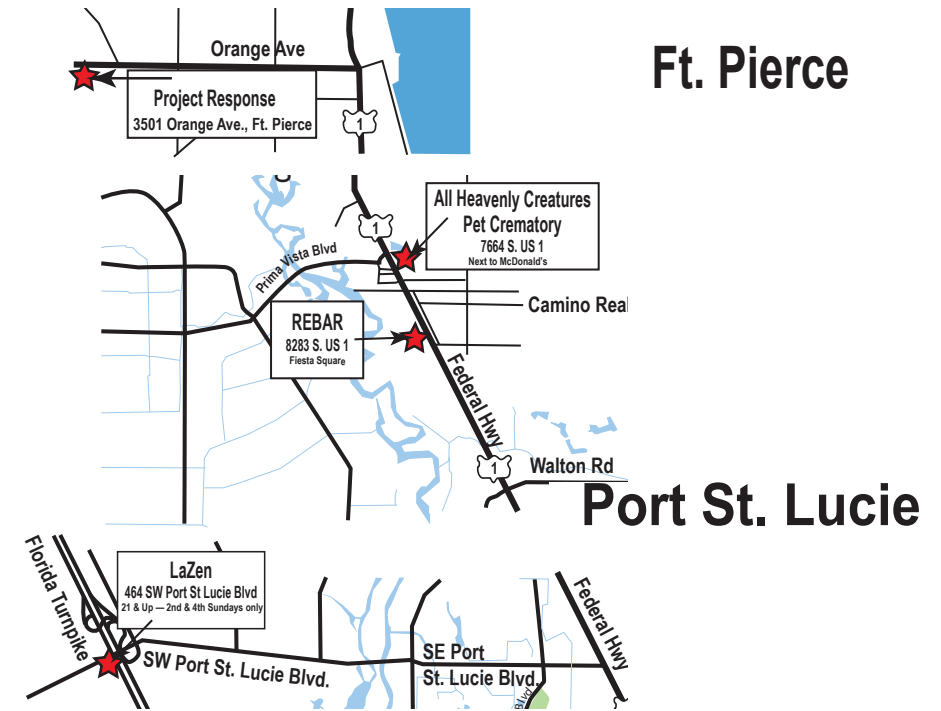 Orange Ave
Ft. Pierce
Project Response
3501 Orange Ave., Ft. Pierce
1
All Heavenly Creatures
Pet Crematory
7664 S. US 1
Next to McDonald's
1
Prima Vista Blvd
Camino Real
REBAR
8283 S. US 1
Fiesta Square
Federal Hwy
1
Walton Rd
Port St. Lucie
Florida Turnpike
LaZen
464 SW Port St Lucie Blvd
21 & Up — 2nd & 4th Sundays only
Federal Hwy
SW Port St. Lucie Blvd.
SE Port
St. Lucie Blvd.
Blvd